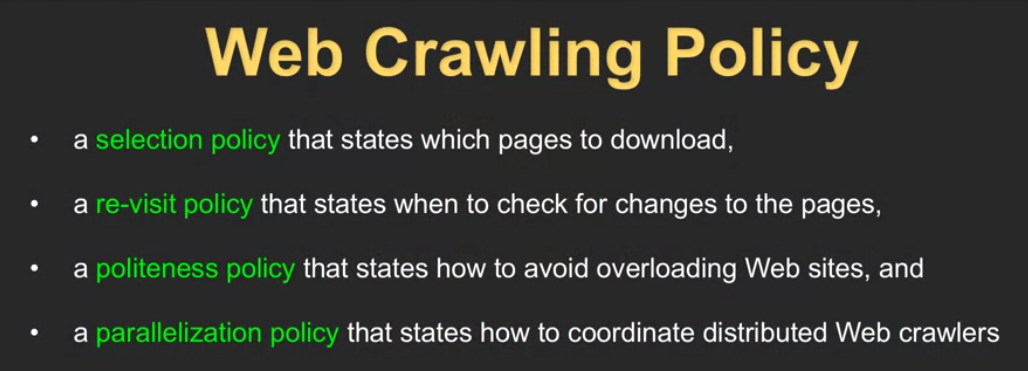 Web Crawling Policy
• a selection policy that states which pages to download,
• a re-visit policy that states when to check for changes to the pages,
• a politeness policy that states how to avoid overloading Web sites, and
• a parallelization policy that states how to coordinate distributed Web crawlers